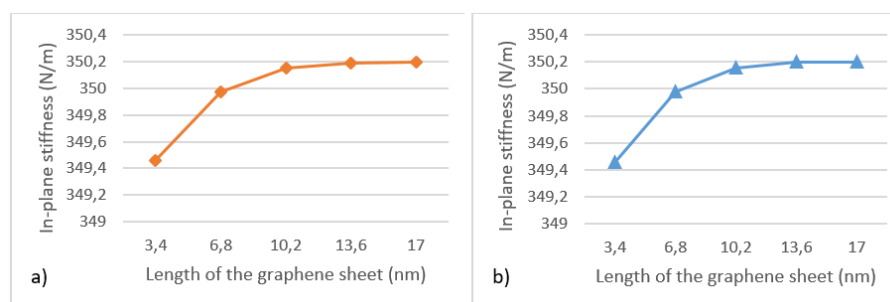 In-plane stiffness (N/m)
350,4
350,2
350
349,8
349,6
349,4
349,2
349
3,4 6,8 10,2 13,6 17
a) Length of the graphene sheet (nm)
In-plane stiffness (N/m)
350,4
350,2
350
349,8
349,6
349,4
349,2
349
3,4 6,8 10,2 13,6 17
b) Length of the graphene sheet (nm)